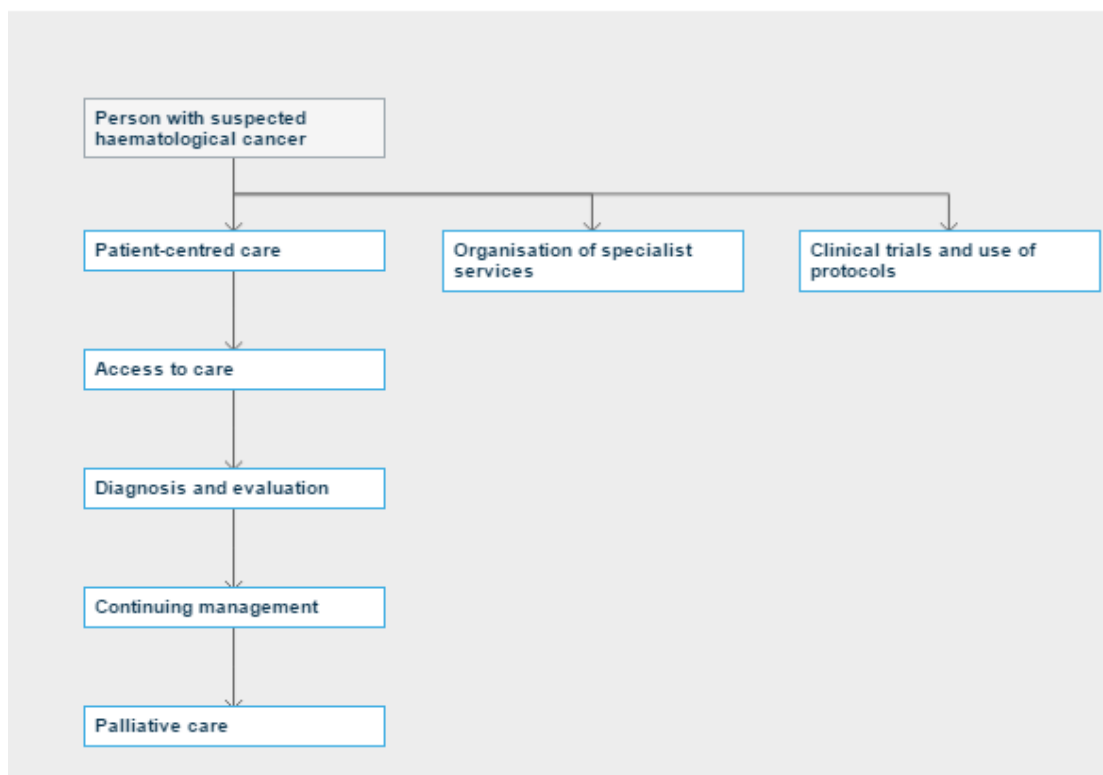 Person with suspected
haematological cancer
Patient-centred care
Organisation of specialist
services
Clinical trials and use of
protocols
Access to care
Diagnosis and evaluation
Continuing management
Palliative care